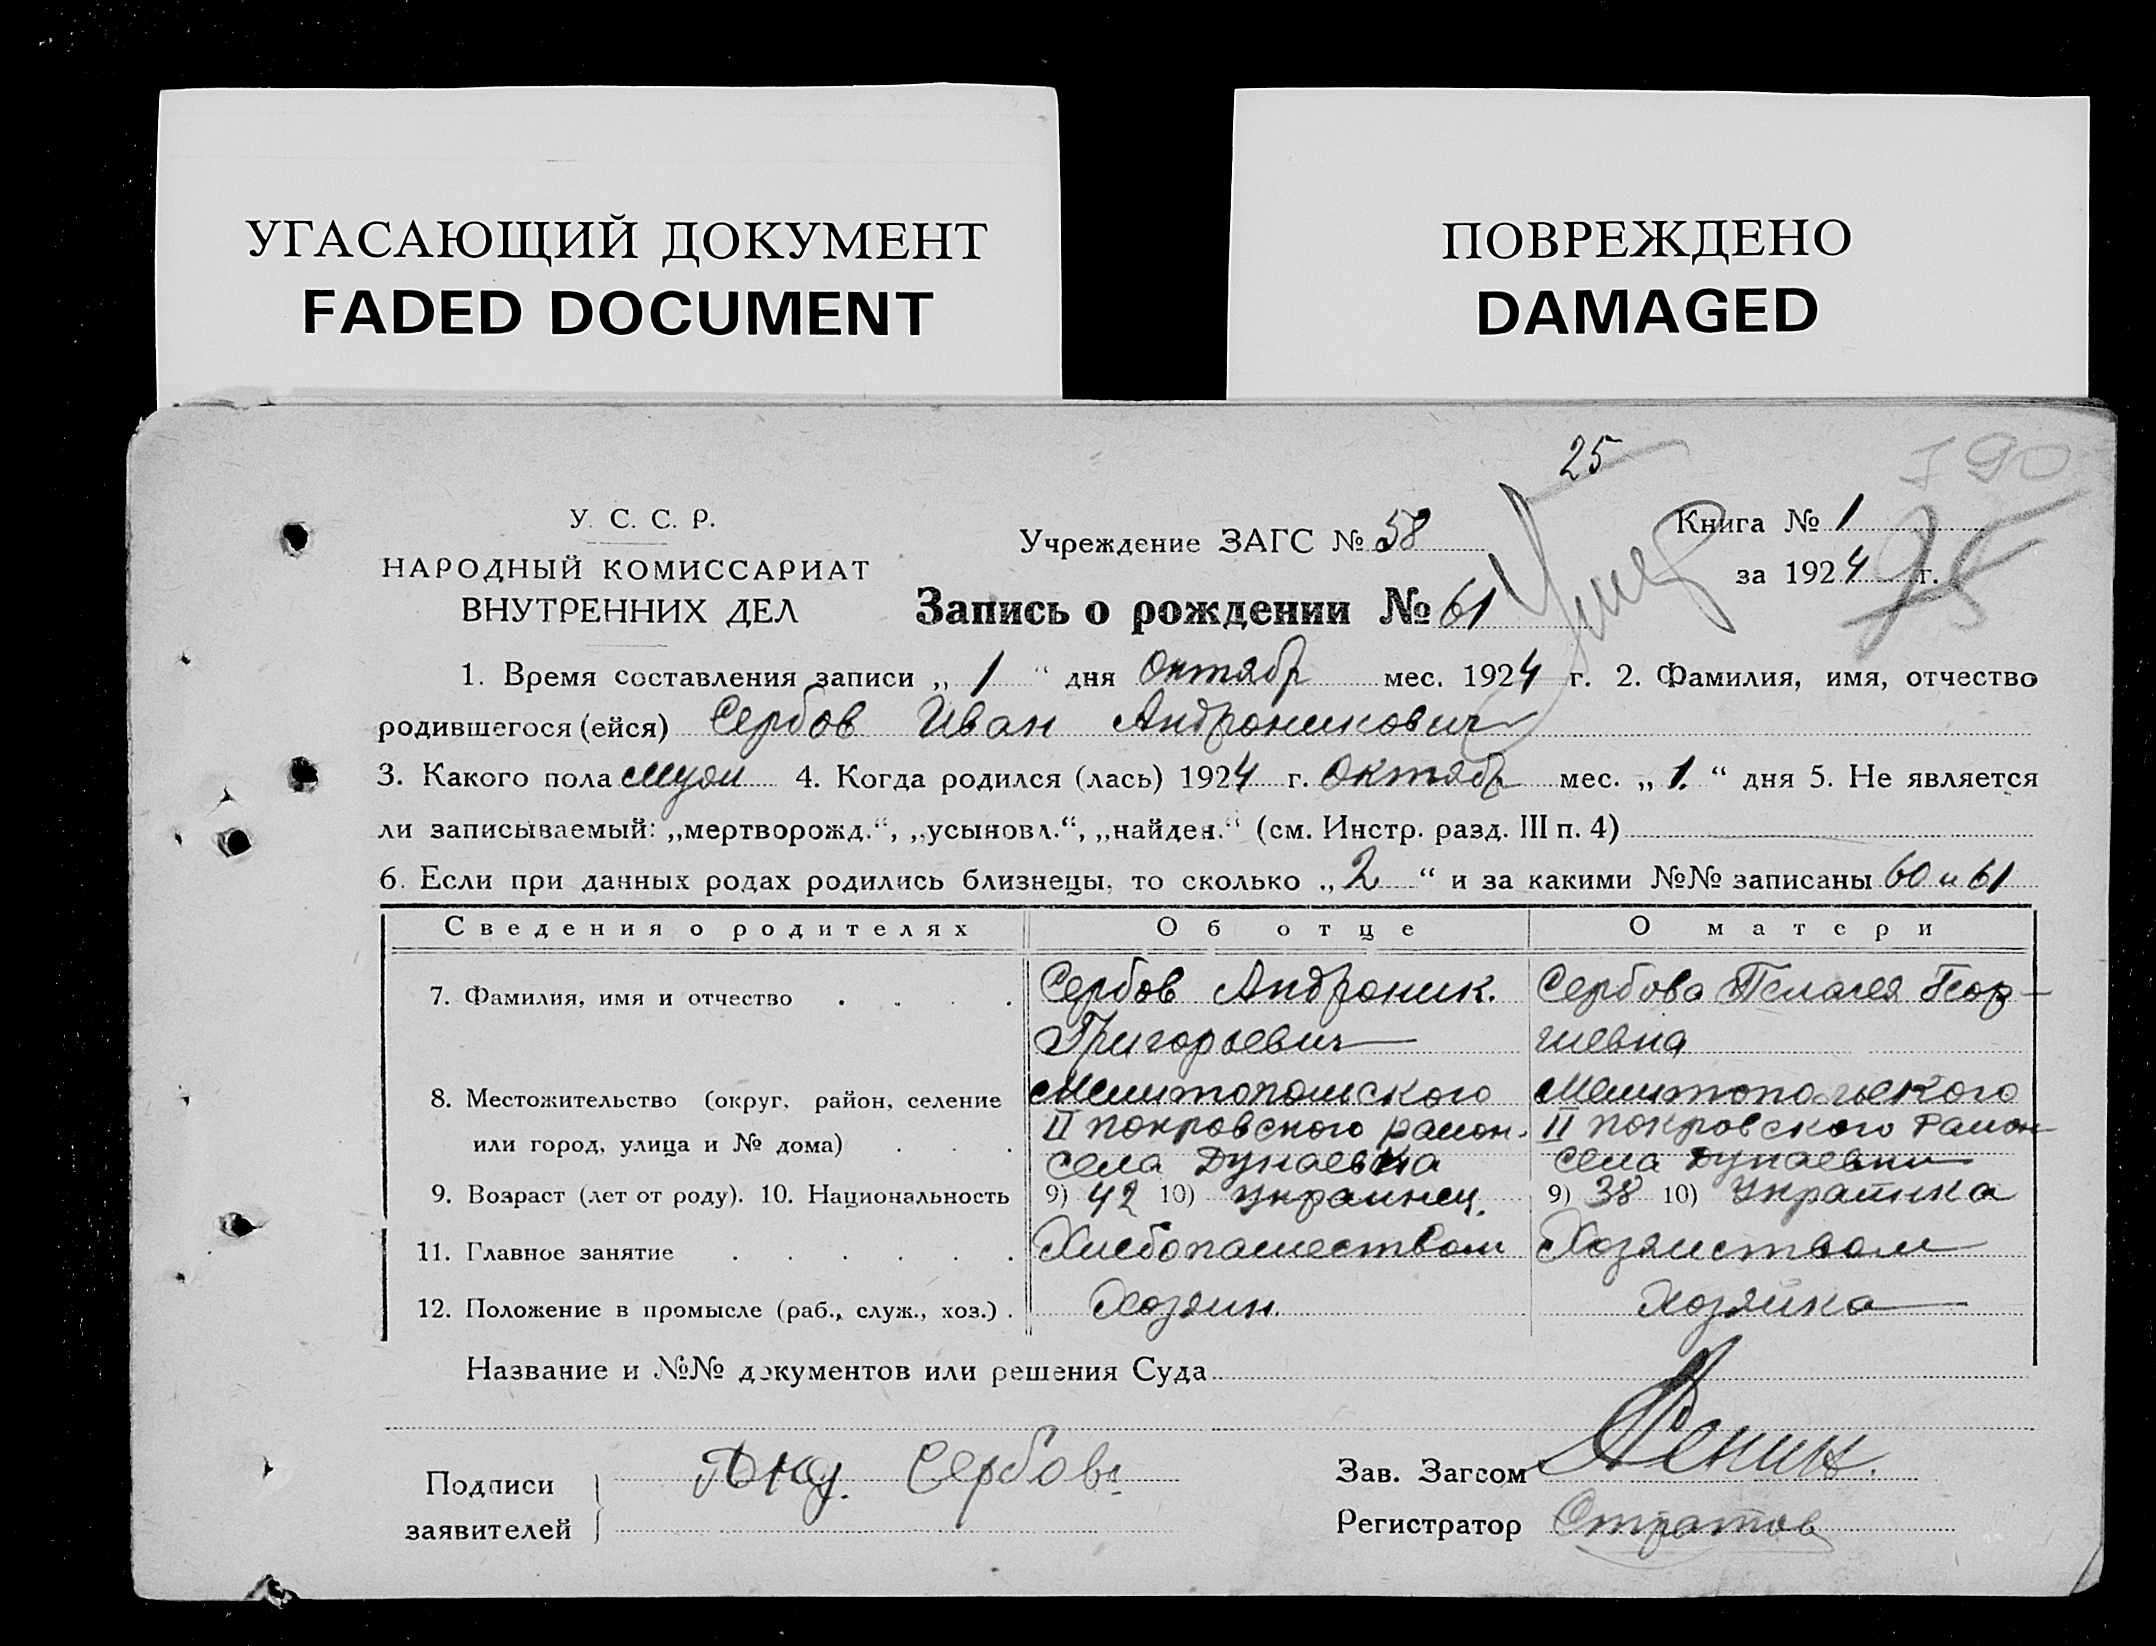 УГАСАЮЩИЙ ДОКУМЕНТ
FADED DOCUMENT
ПОВРЕЖДЕНО
DAMAGED
25
190
75
У. С. С. Р.
НАРОДНЫЙ КОМИССАРИАТ
ВНУТРЕННИХ ДЕЛ
Учреждение ЗАГС № 58
Книга № 1
за 1924 г.
Запись о рождении № 61
Умер
1. Время составления записи „ 1 “ дня Октябр мес. 1924 г. 2. Фамилия, имя, отчество
родившегося (ейся) Сербов Иван Андроникович
3. Какого пола муж 4. Когда родился (лась) 1924 г. Октябр мес. „ 1. “ дня 5. Не является
ли записываемый: „мертворожд.“, „усыновл.“, „найден.“ (см. Инстр. разд. III п. 4)
6. Если при данных родах родились близнецы, то сколько „ 2 “ и за какими №№ записаны 60 и 61
Сведения о родителях Об отце О матери
7. Фамилия, имя и отчество Сербов Андроник. Сербова Пелагея Геор-
Григорьевич гиевна
8. Местожительство (округ, район, селение Мелитопольского Мелитопольского
или город, улица и № дома) II покровского район. II покровского район
села Дунаевка села Дунаевки
9. Возраст (лет от роду). 10. Национальность 9) 42 10) Украинец. 9) 38 10) Украинка
11. Главное занятие Хлебопашеством Хозяйством
12. Положение в промысле (раб., служ., хоз.) Хозяин. Хозяйка
Название и №№ документов или решения Суда
Подписи
заявителей
Анд. Сербов
Зав. Загсом
Регистратор Стратов